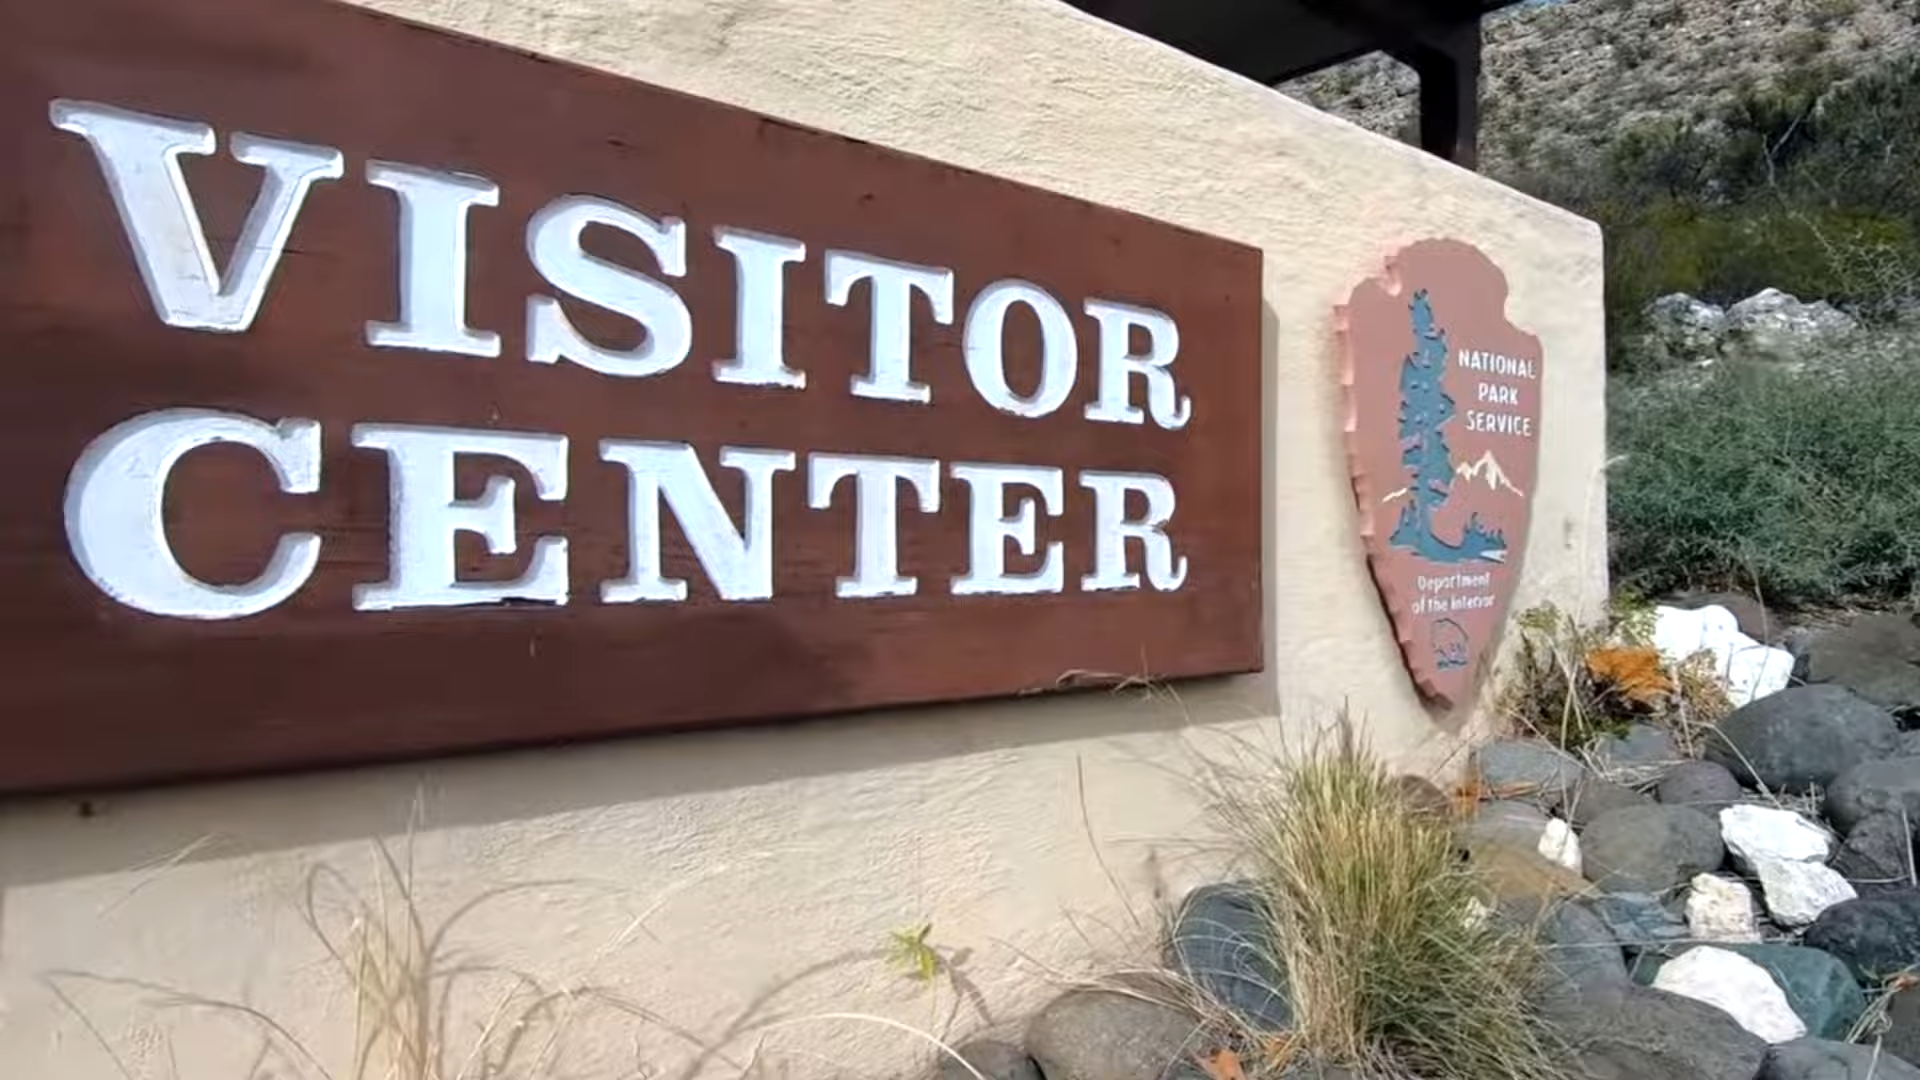 VISITOR
CENTER
NATIONAL
PARK
SERVICE
Department
of the Interior